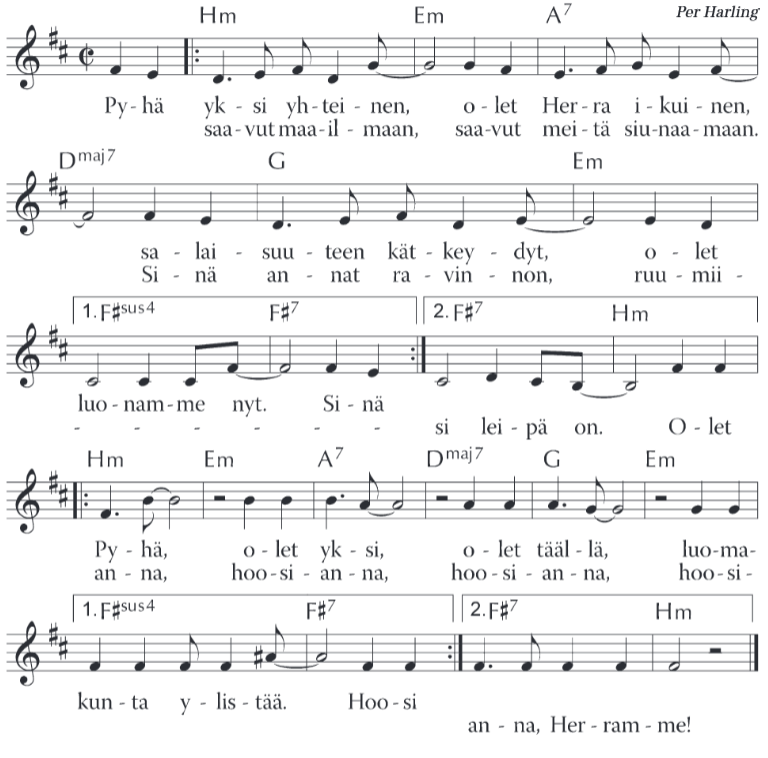 Per Harling
Hm Em A7
Py-hä yk - si yh-tei - nen, o - let Her-ra i-kui-nen,
saa-vut maa-il-maan, saa-vut mei-tä siu-naa-maan.
Dmaj7 G Em
sa - lai - suu - teen kät - key - dyt, o - let
Si - nä an - nat ra - vin - non, ruu - mii -
1. F#sus4 F#7 2. F#7 Hm
luo-nam-me nyt. Si-nä
- - - - - - si lei-pä on. O-let
Hm Em A7 Dmaj7 G Em
Py-hä, o-let yk-si, o-let tääl-lä, luo-ma-
an-na, hoo-si-an-na, hoo-si-an-na, hoo-si-
1. F#sus4 F#7 2. F#7 Hm
kun-ta y-lis-tää. Hoo-si
an-na, Her-ram-me!